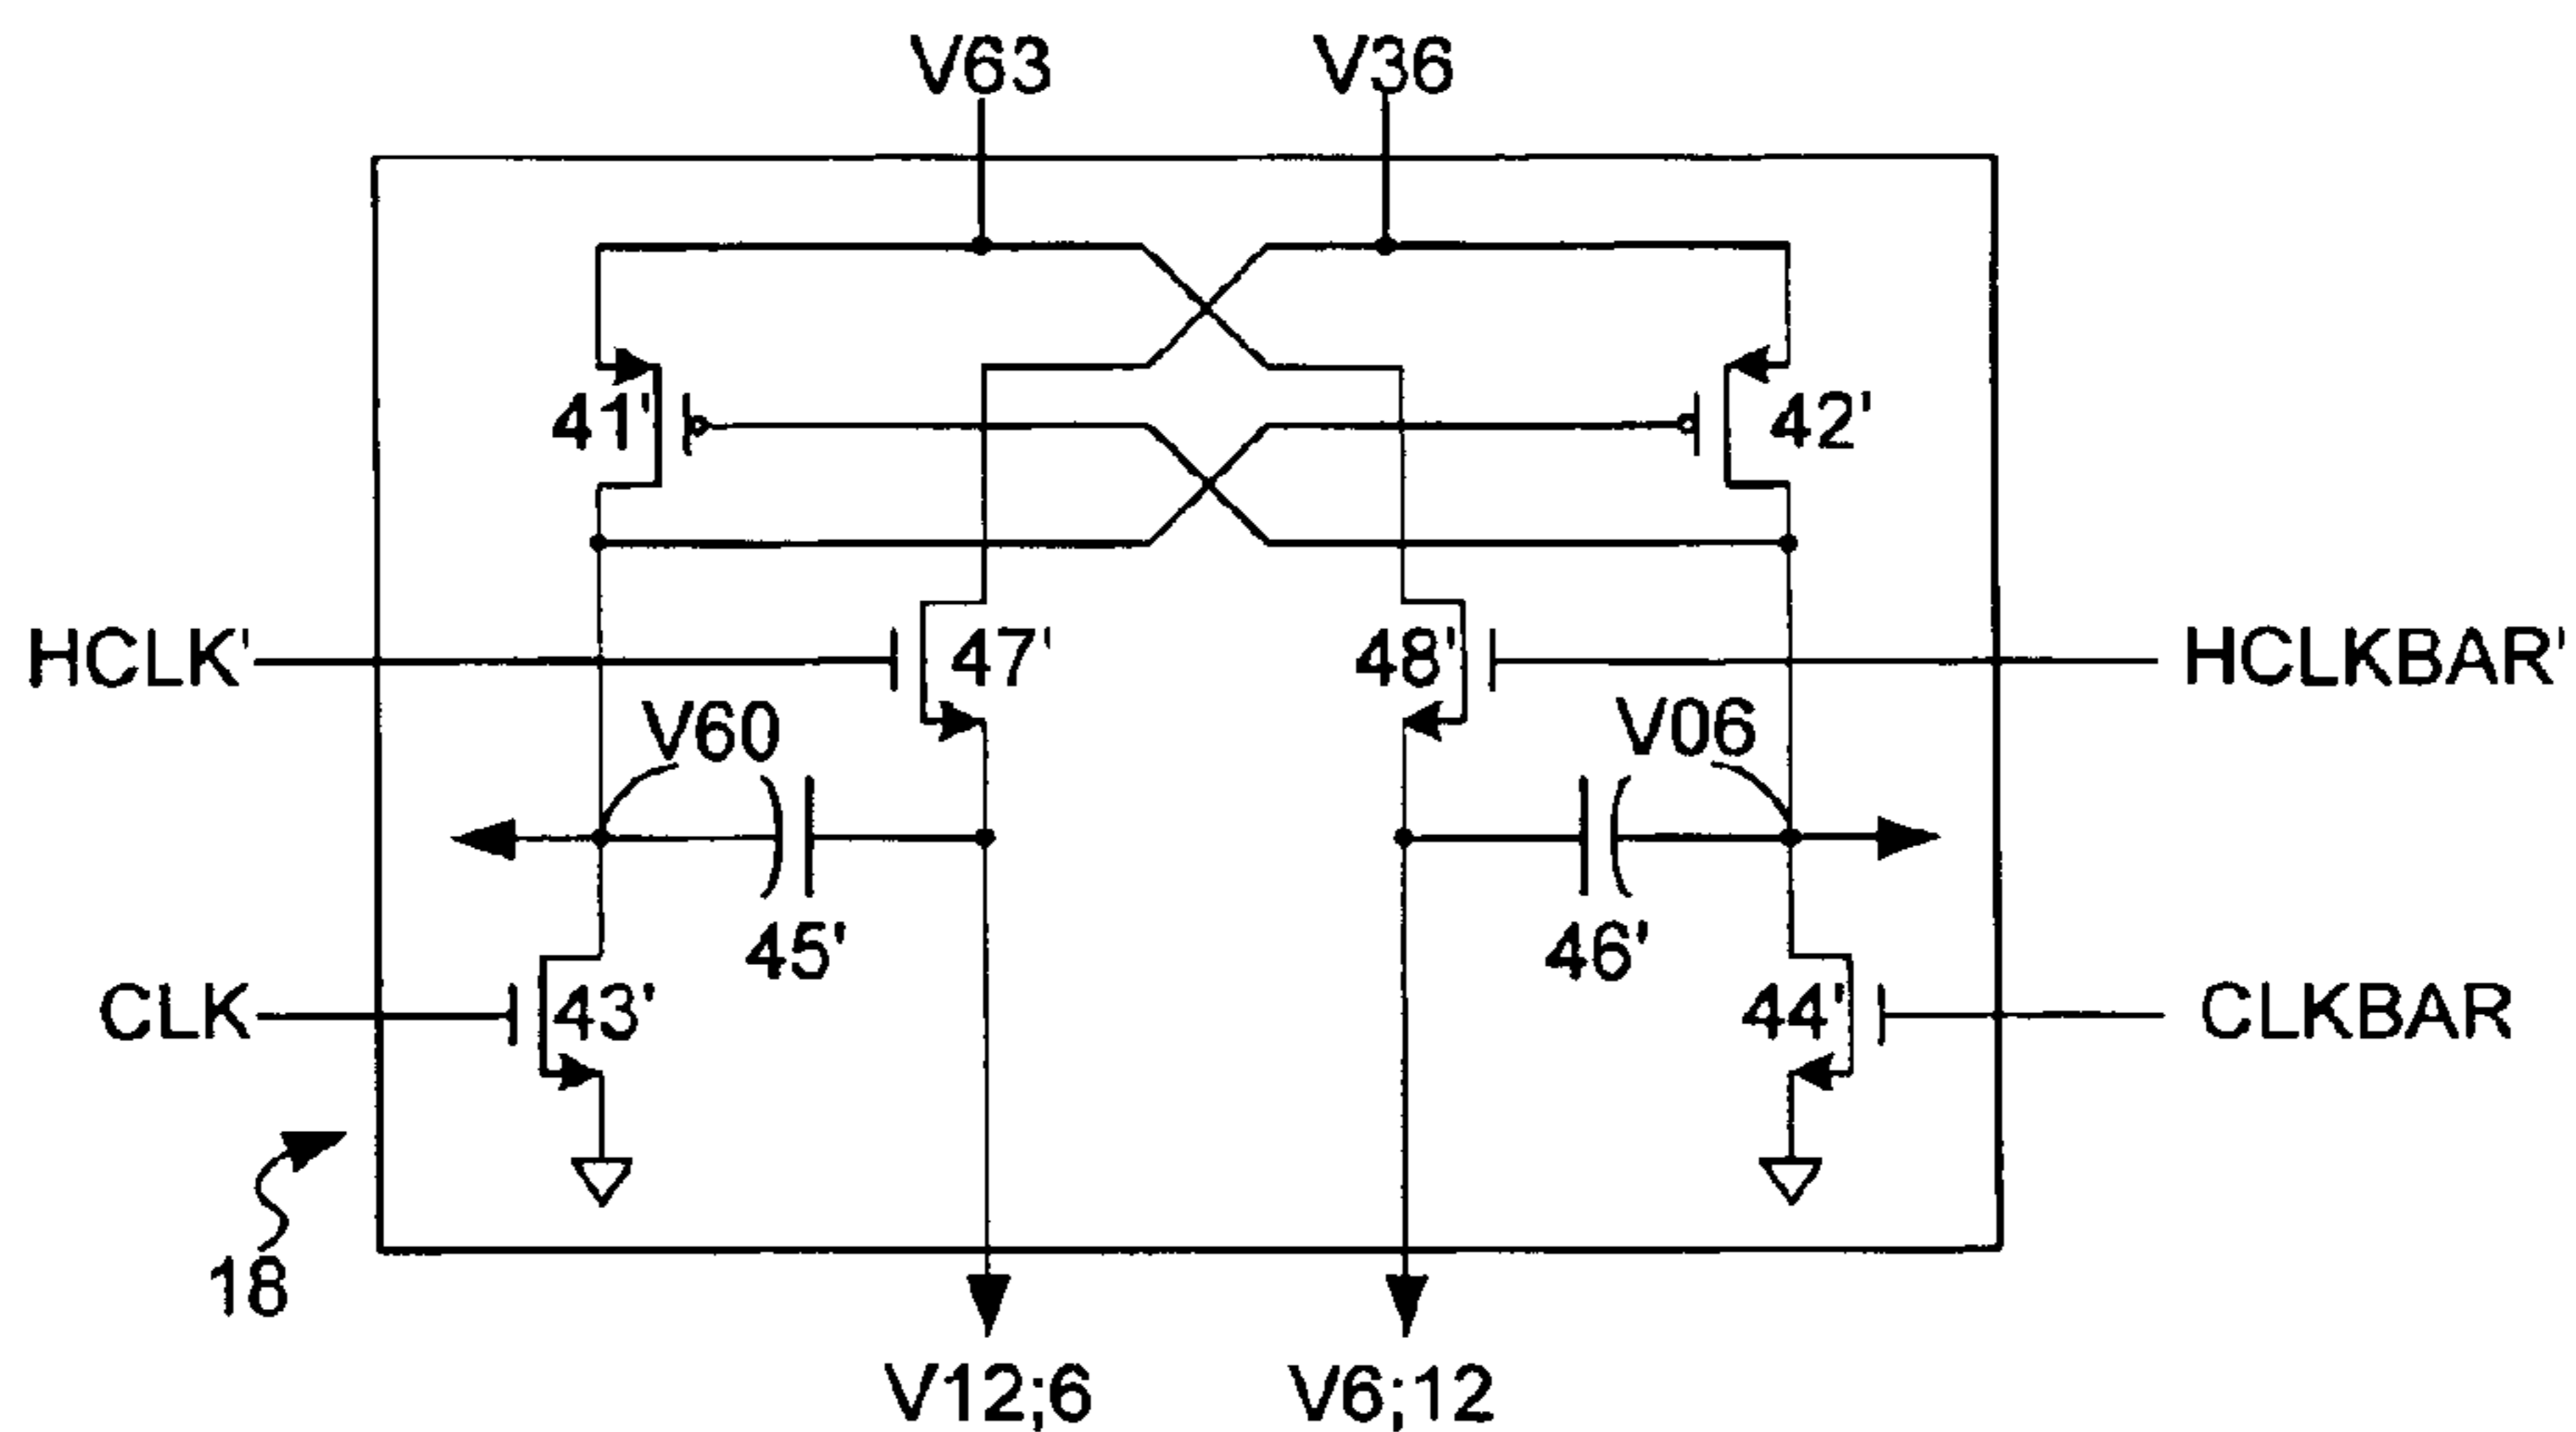 V63 V36
41' 42'
HCLK' 47' 48' HCLKBAR'
V60 V06
45' 46'
CLK 43' 44' CLKBAR
18
V12;6 V6;12